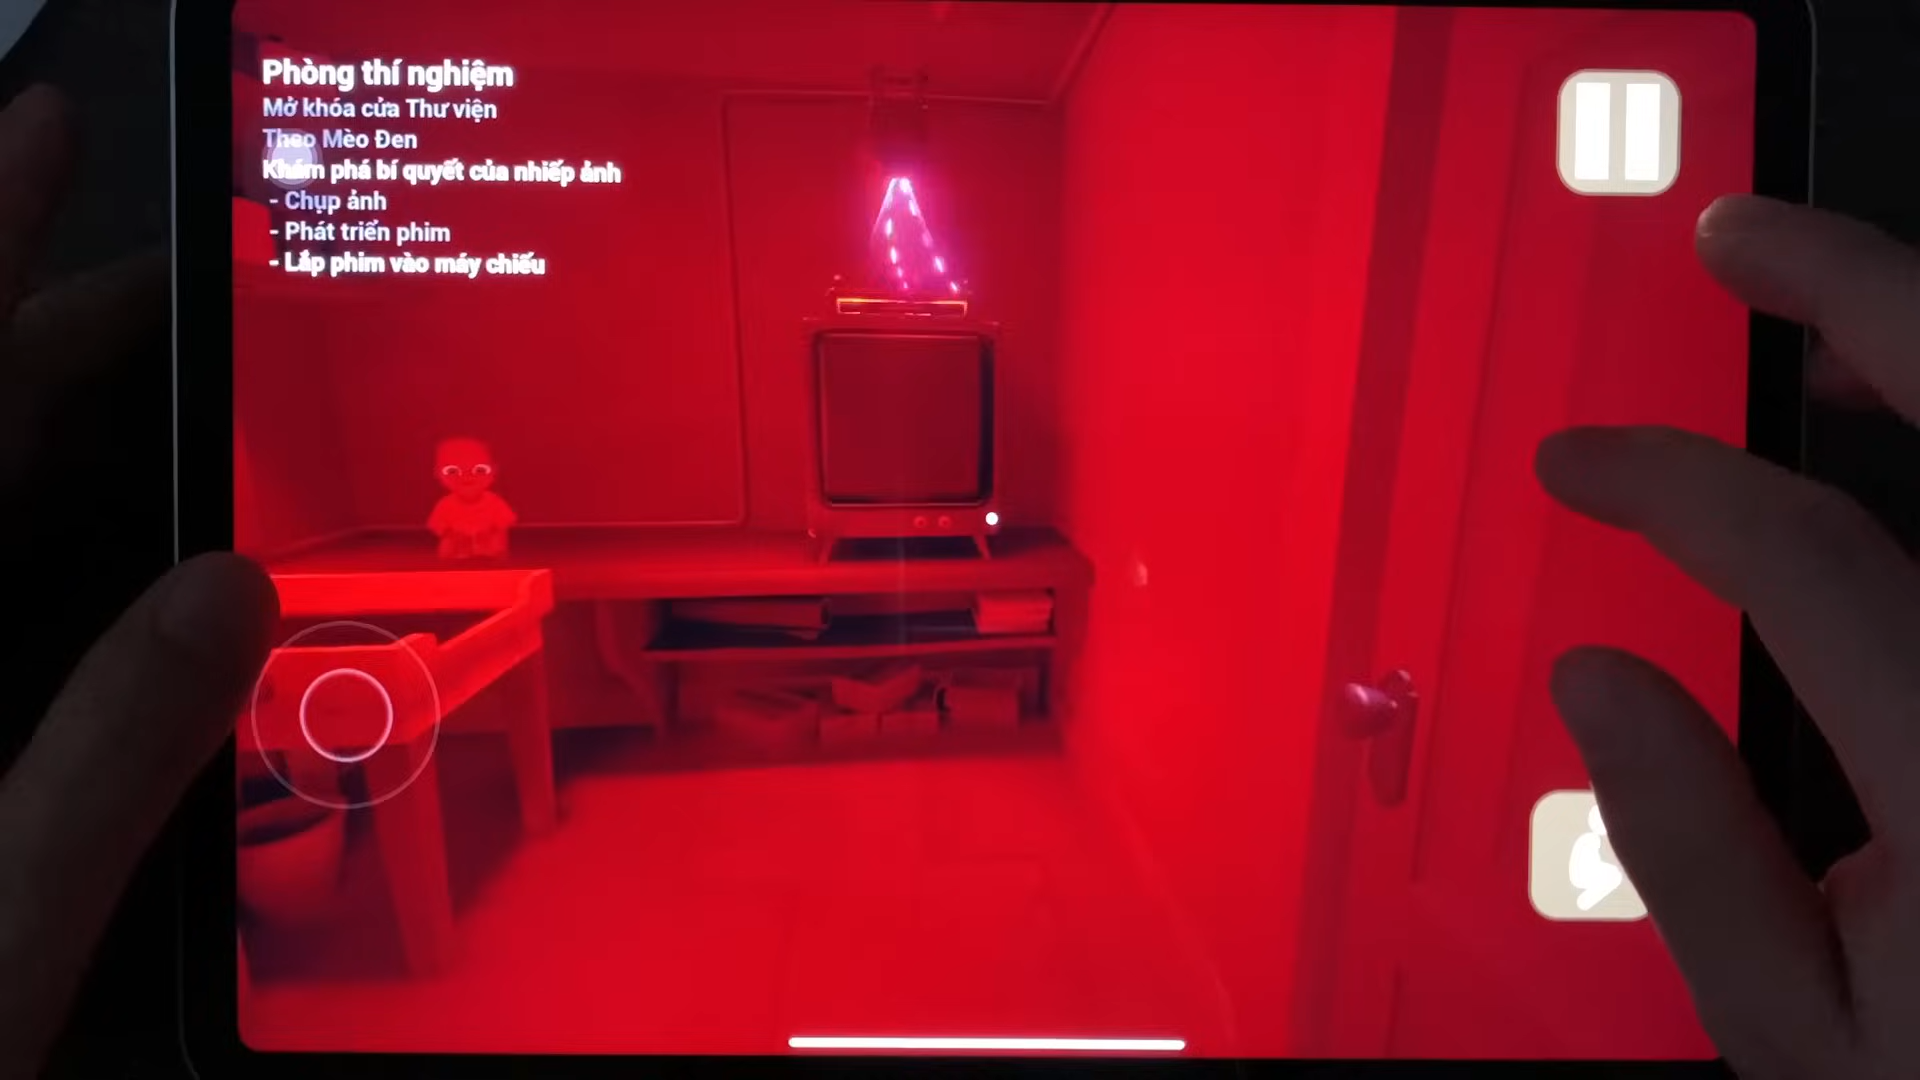 Phòng thí nghiệm
Mở khóa cửa Thư viện
Theo Mèo Đen
Khám phá bí quyết của nhiếp ảnh
- Chụp ảnh
- Phát triển phim
- Lắp phim vào máy chiếu